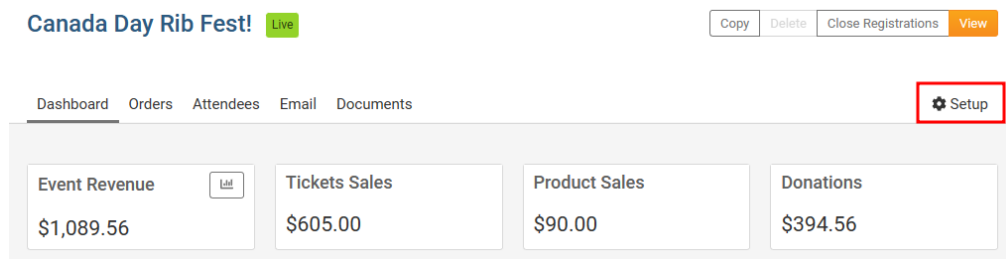 Canada Day Rib Fest! Live Copy Delete Close Registrations View
Dashboard Orders Attendees Email Documents Setup
Event Revenue Tickets Sales Product Sales Donations
$1,089.56 $605.00 $90.00 $394.56